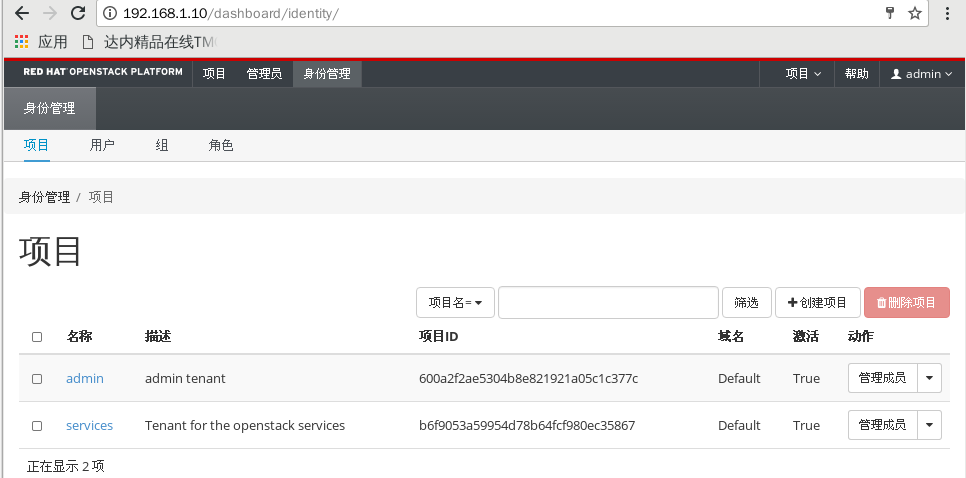 192.168.1.10/dashboard/identity/
应用 达内精品在线TM
RED HAT OPENSTACK PLATFORM 项目 管理员 身份管理 项目 帮助 admin
身份管理
项目 用户 组 角色
身份管理 / 项目
项目
项目名= 筛选 创建项目 删除项目
名称 描述 项目ID 域名 激活 动作
admin admin tenant 600a2f2ae5304b8e821921a05c1c377c Default True 管理成员
services Tenant for the openstack services b6f9053a59954d78b64fcf980ec35867 Default True 管理成员
正在显示 2 项